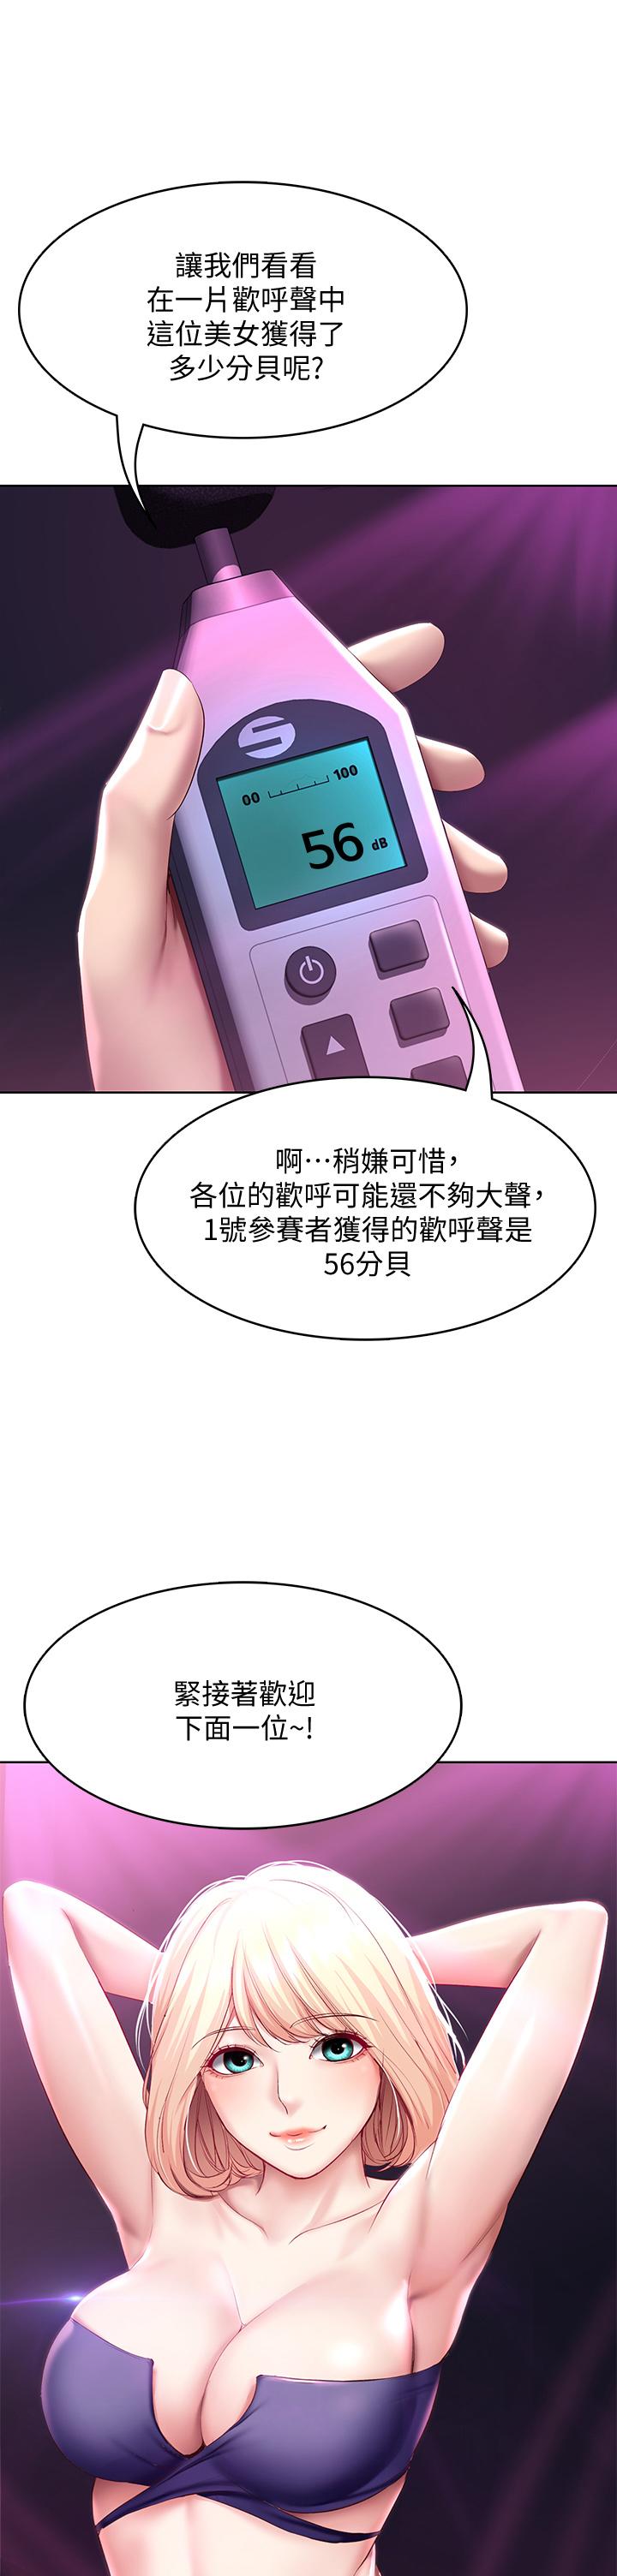 讓我們看看
在一片歡呼聲中
這位美女獲得了
多少分貝呢?
S
00 100
56 dB
啊…稍嫌可惜，
各位的歡呼可能還不夠大聲，
1號參賽者獲得的歡呼聲是
56分貝
緊接著歡迎
下面一位~!